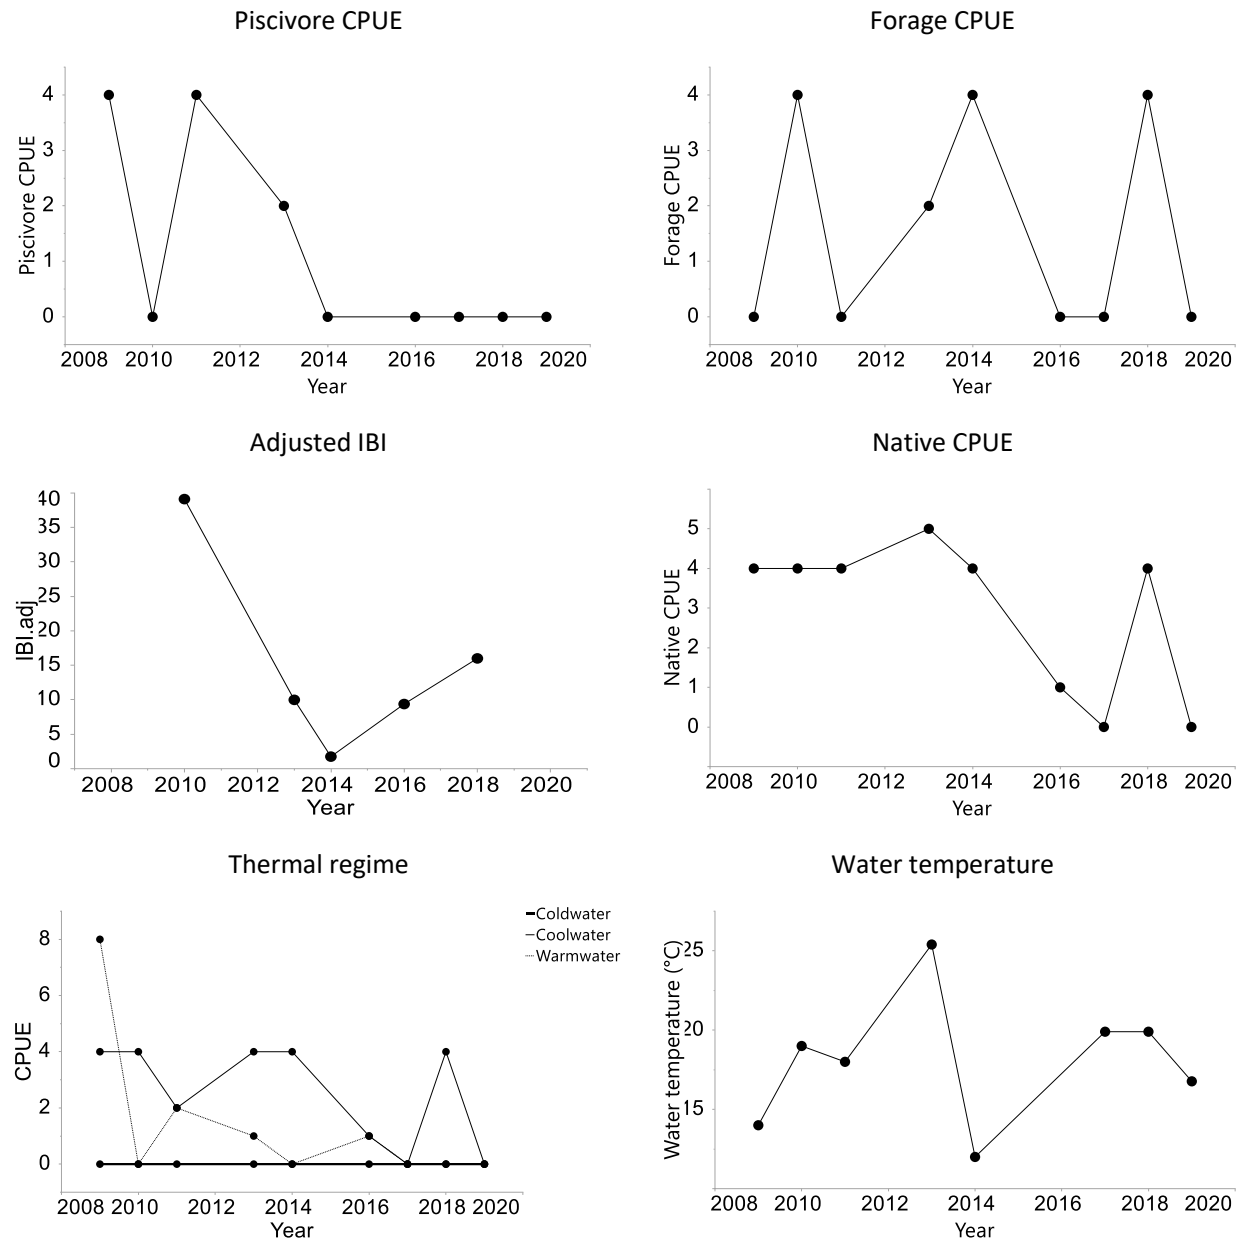 Piscivore CPUE
Piscivore CPUE
4
3
2
1
0
2008 2010 2012 2014 2016 2018 2020
Year
Forage CPUE
Forage CPUE
4
3
2
1
0
2008 2010 2012 2014 2016 2018 2020
Year
Adjusted IBI
IBI.adj
40
35
30
25
20
15
10
5
0
2008 2010 2012 2014 2016 2018 2020
Year
Native CPUE
Native CPUE
5
4
3
2
1
0
2008 2010 2012 2014 2016 2018 2020
Year
Thermal regime
CPUE
8
6
4
2
0
2008 2010 2012 2014 2016 2018 2020
Year
Coldwater
Coolwater
Warmwater
Water temperature
Water temperature (°C)
25
20
15
2008 2010 2012 2014 2016 2018 2020
Year